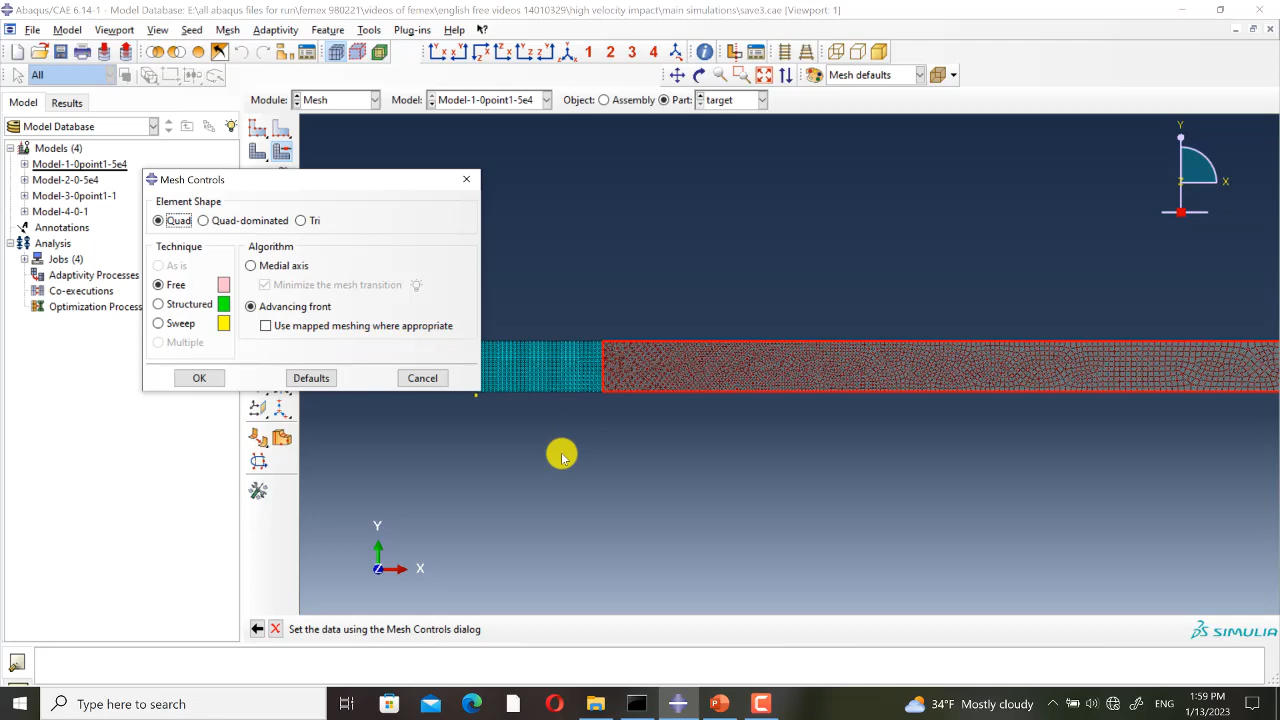 Abaqus/CAE 6.14-1 - Model Database: E:\all abaqus files for run\femex 980221\videos of femex\english free videos 14010329\high velocity impact\main simulations\save3.cae [Viewport: 1]
File Model Viewport View Seed Mesh Adaptivity Feature Tools Plug-ins Help
1 2 3 4
All
Mesh defaults
Model Results
Module: Mesh Model: Model-1-0point1-5e4 Object: Assembly Part: target
Model Database
Models (4)
Model-1-0point1-5e4
Model-2-0-5e4
Model-3-0point1-1
Model-4-0-1
Annotations
Analysis
Jobs (4)
Adaptivity Processes
Co-executions
Optimization Process
Mesh Controls
Element Shape
Quad Quad-dominated Tri
Technique
As is
Free
Structured
Sweep
Multiple
Algorithm
Medial axis
Minimize the mesh transition
Advancing front
Use mapped meshing where appropriate
OK Defaults Cancel
Y
Z X
Y
Z X
Set the data using the Mesh Controls dialog
SIMULIA
Type here to search
34°F Mostly cloudy
ENG
1:59 PM
1/13/2023